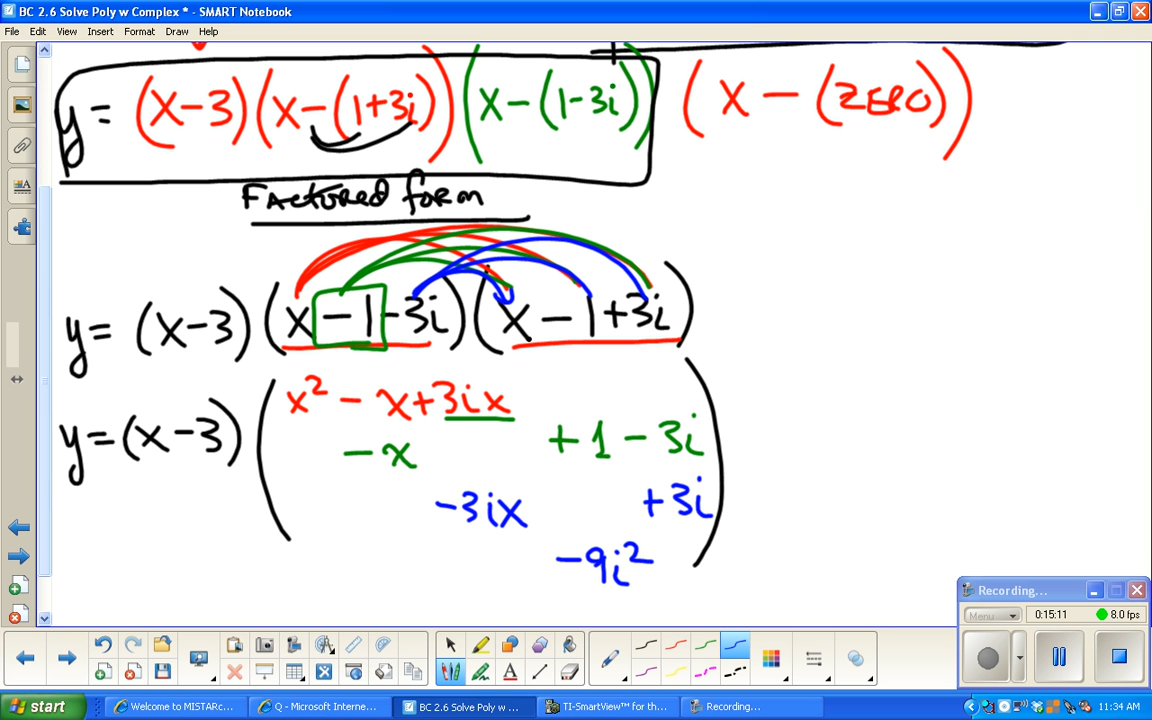 BC 2.6 Solve Poly w Complex * - SMART Notebook
File Edit View Insert Format Draw Help
y = (x-3)(x-(1+3i))(x-(1-3i)) (x-(ZERO))
Factored form
y = (x-3)(x-1-3i)(x-1+3i)
y=(x-3)(x² - x+3ix
-x +1-3i
-3ix +3i
-9i²)
Recording...
Menu 0:15:11 8.0 fps
start Welcome to MISTARc... Q - Microsoft Interne... BC 2.6 Solve Poly w ... TI-SmartView™ for th... Recording... 11:34 AM